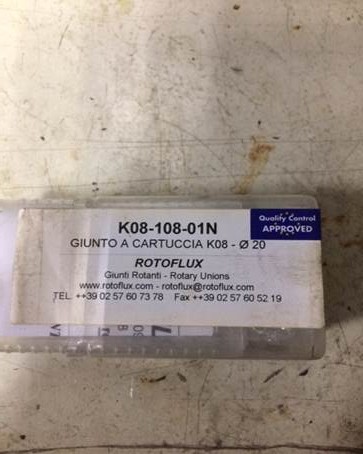 K08-108-01N
GIUNTO A CARTUCCIA K08 - Ø 20
Quality Control
APPROVED
ROTOFLUX
Giunti Rotanti - Rotary Unions
www.rotoflux.com - rotoflux@rotoflux.com
TEL. ++39 02 57 60 73 78 Fax ++39 02 57 60 52 19